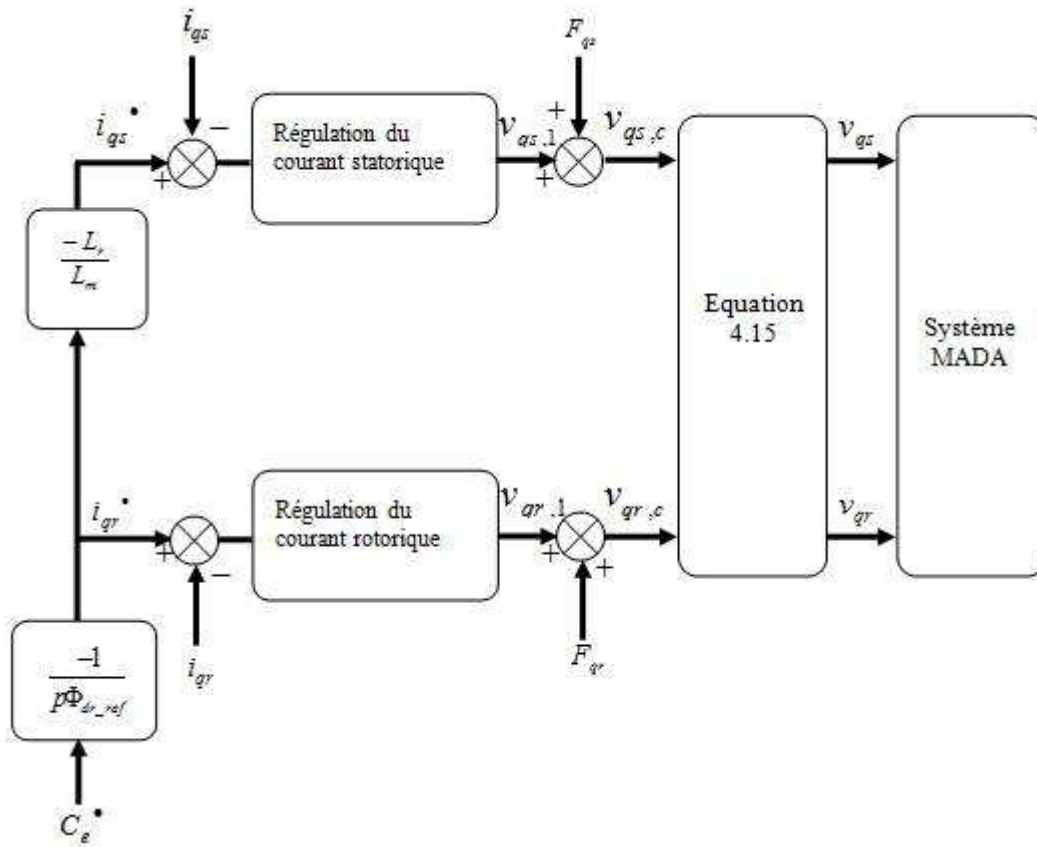 i_qs
F_qs
i_qs•
−
+
Régulation du
courant statorique
v_qs,1
+
+
v_qs,c
v_qs
−L_r
L_m
Equation
4.15
Système
MADA
i_qr•
+
−
Régulation du
courant rotorique
v_qr,1
+
+
v_qr,c
v_qr
i_qr
F_qr
−1
pΦ_dr_ref
C_e•